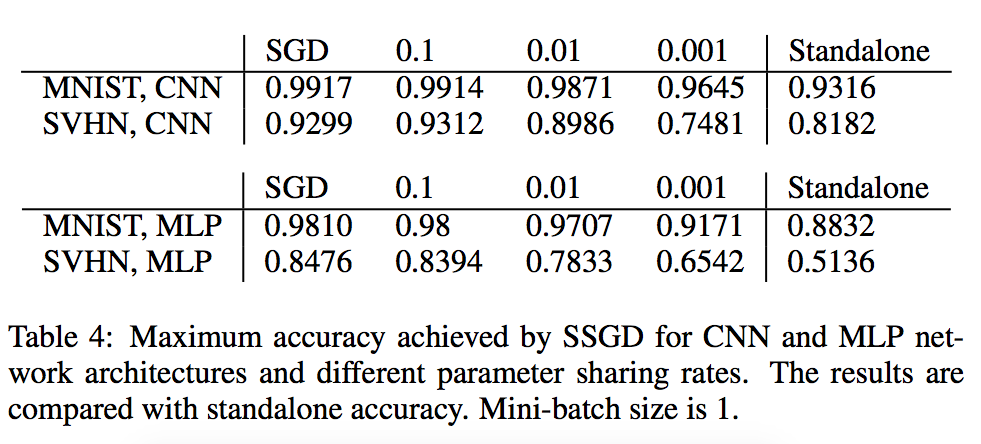 SGD 0.1 0.01 0.001 Standalone
MNIST, CNN 0.9917 0.9914 0.9871 0.9645 0.9316
SVHN, CNN 0.9299 0.9312 0.8986 0.7481 0.8182
SGD 0.1 0.01 0.001 Standalone
MNIST, MLP 0.9810 0.98 0.9707 0.9171 0.8832
SVHN, MLP 0.8476 0.8394 0.7833 0.6542 0.5136
Table 4: Maximum accuracy achieved by SSGD for CNN and MLP net-
work architectures and different parameter sharing rates. The results are
compared with standalone accuracy. Mini-batch size is 1.